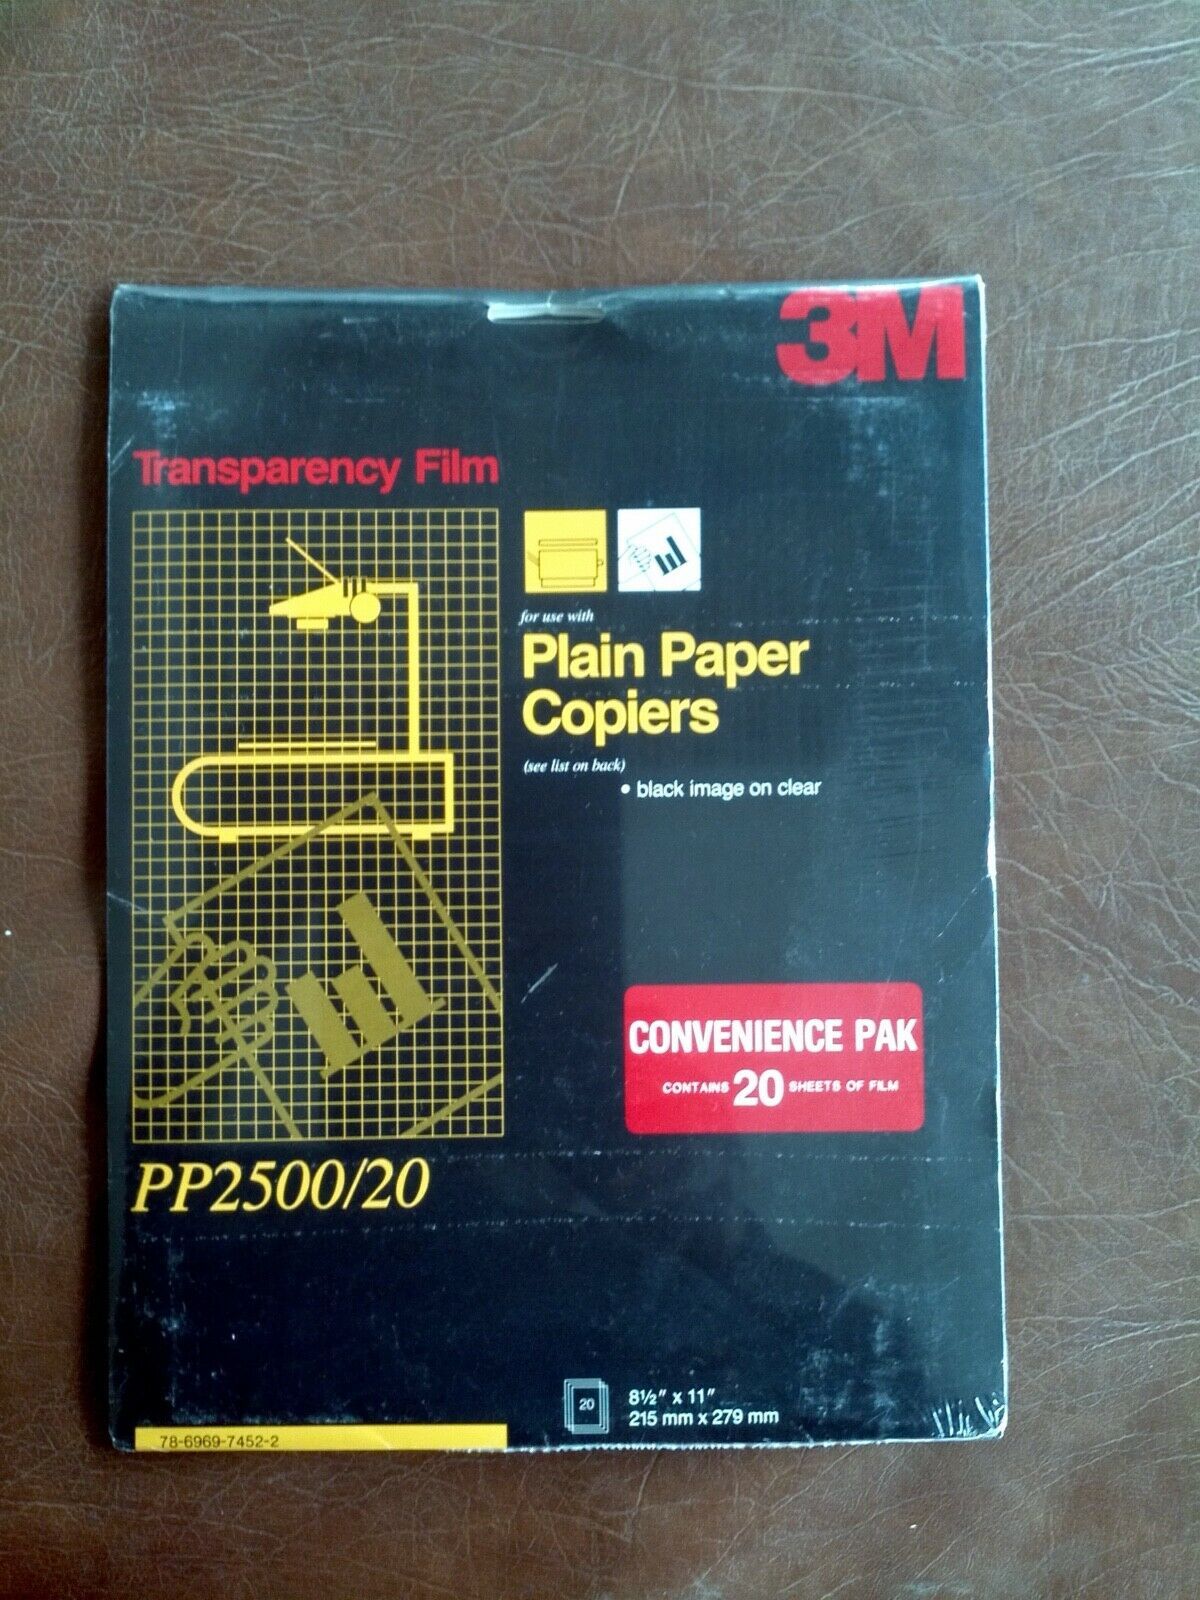 3M
Transparency Film
for use with
Plain Paper
Copiers
(see list on back)
• black image on clear
CONVENIENCE PAK
CONTAINS 20 SHEETS OF FILM
PP2500/20
20
8½" x 11"
215 mm x 279 mm
78-6969-7452-2